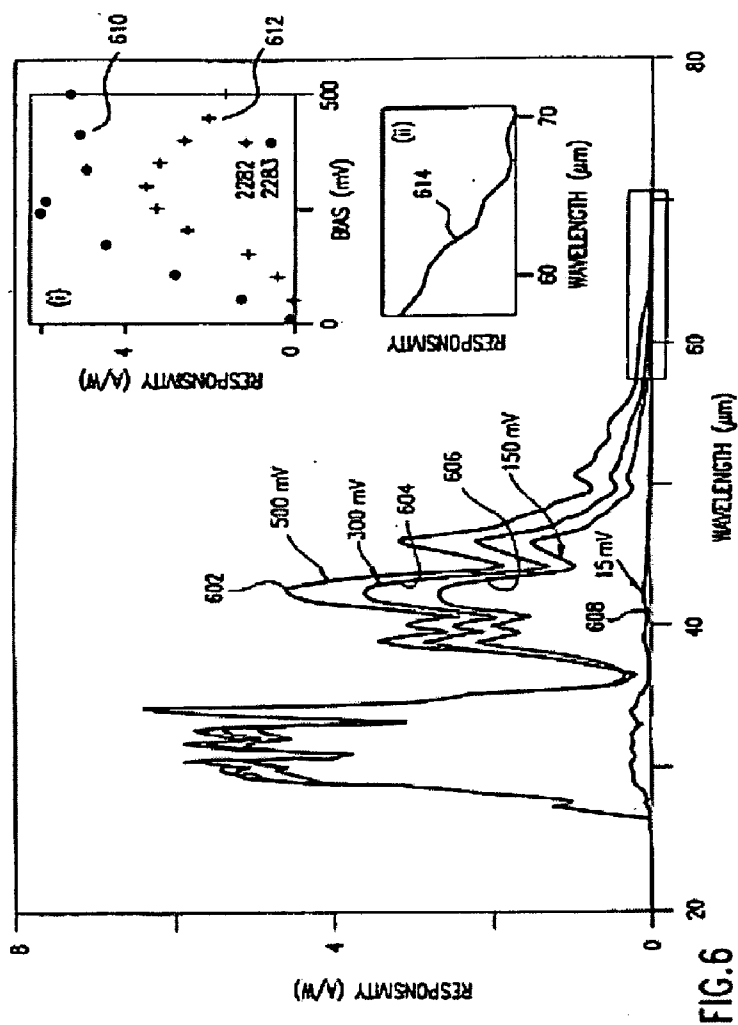 8
4
0
RESPONSIVITY (A/W)
20
40
60
80
WAVELENGTH (µm)
602
500 mV
300 mV
604
606
150 mV
15 mV
608
(i)
4
0
RESPONSIVITY (A/W)
0
500
BIAS (mV)
2282
2283
610
612
(ii)
614
RESPONSIVITY
60
70
WAVELENGTH (µm)
FIG.6